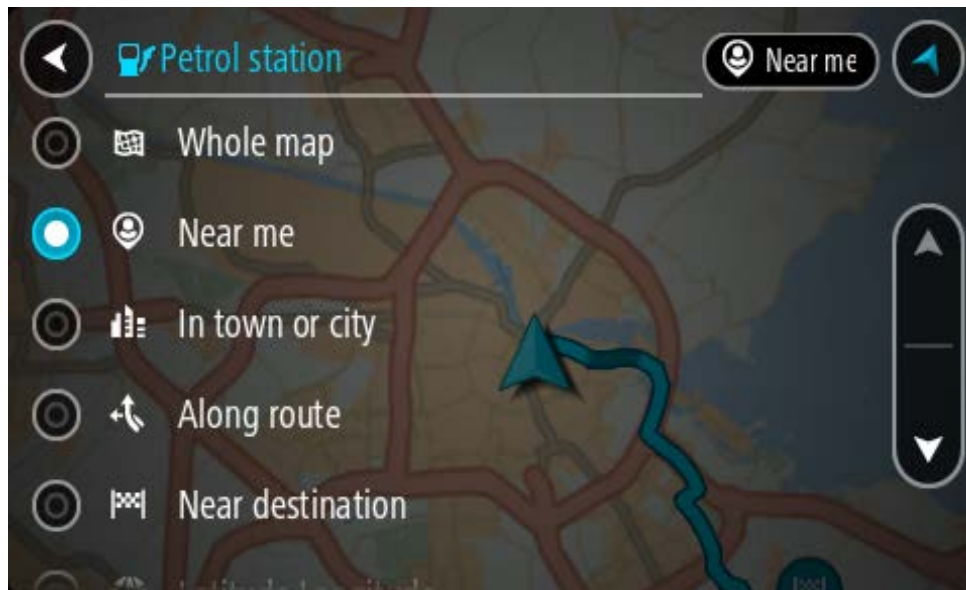 Petrol station
Near me
Whole map
Near me
In town or city
Along route
Near destination